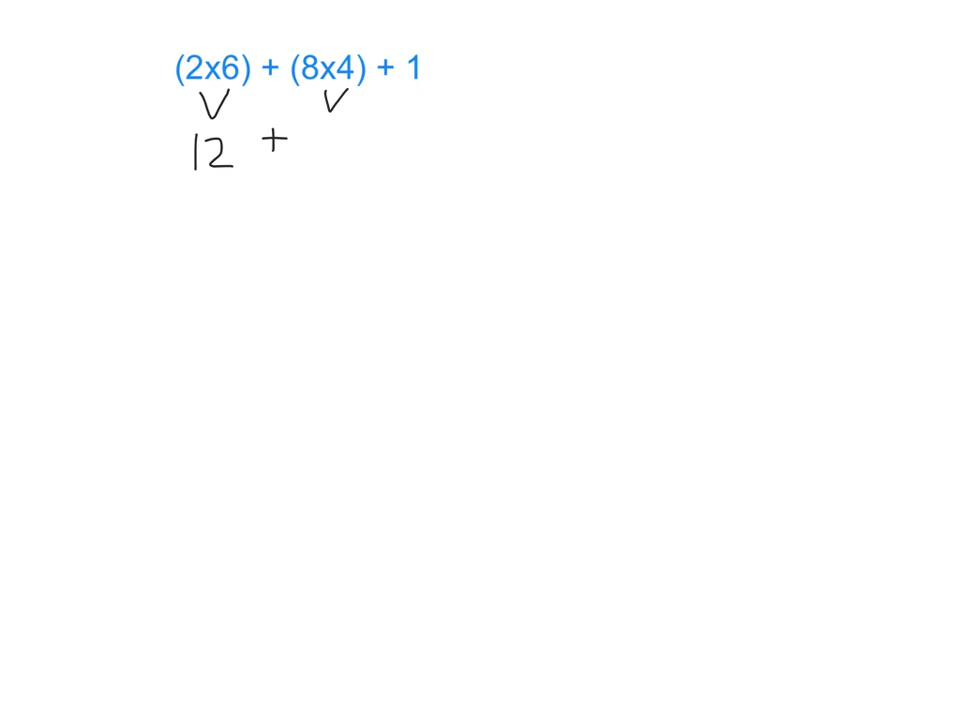 (2x6) + (8x4) + 1
12 +